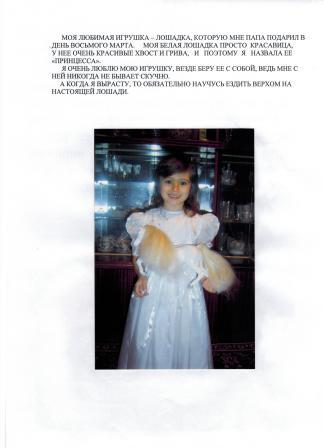 МОЯ ЛЮБИМАЯ ИГРУШКА – ЛОШАДКА, КОТОРУЮ МНЕ ПАПА ПОДАРИЛ В
ДЕНЬ ВОСЬМОГО МАРТА. МОЯ БЕЛАЯ ЛОШАДКА ПРОСТО КРАСАВИЦА,
У НЕЕ ОЧЕНЬ КРАСИВЫЕ ХВОСТ И ГРИВА, И ПОЭТОМУ Я НАЗВАЛА ЕЕ
«ПРИНЦЕССА».
Я ОЧЕНЬ ЛЮБЛЮ МОЮ ИГРУШКУ, ВЕЗДЕ БЕРУ ЕЕ С СОБОЙ, ВЕДЬ МНЕ С
НЕЙ НИКОГДА НЕ БЫВАЕТ СКУЧНО.
А КОГДА Я ВЫРАСТУ, ТО ОБЯЗАТЕЛЬНО НАУЧУСЬ ЕЗДИТЬ ВЕРХОМ НА
НАСТОЯЩЕЙ ЛОШАДИ.